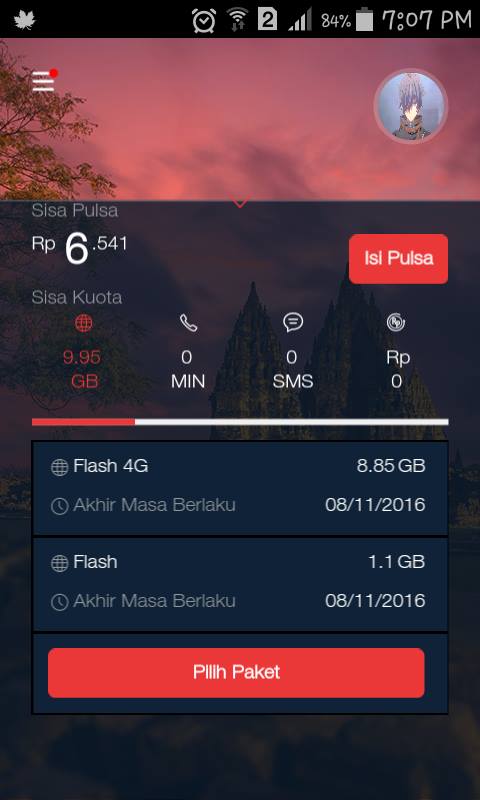 2 84% 7:07 PM
Sisa Pulsa
Rp 6.541
Isi Pulsa
Sisa Kuota
Rp
9.95 0 0 Rp
GB MIN SMS 0
Flash 4G 8.85 GB
Akhir Masa Berlaku 08/11/2016
Flash 1.1 GB
Akhir Masa Berlaku 08/11/2016
Pilih Paket